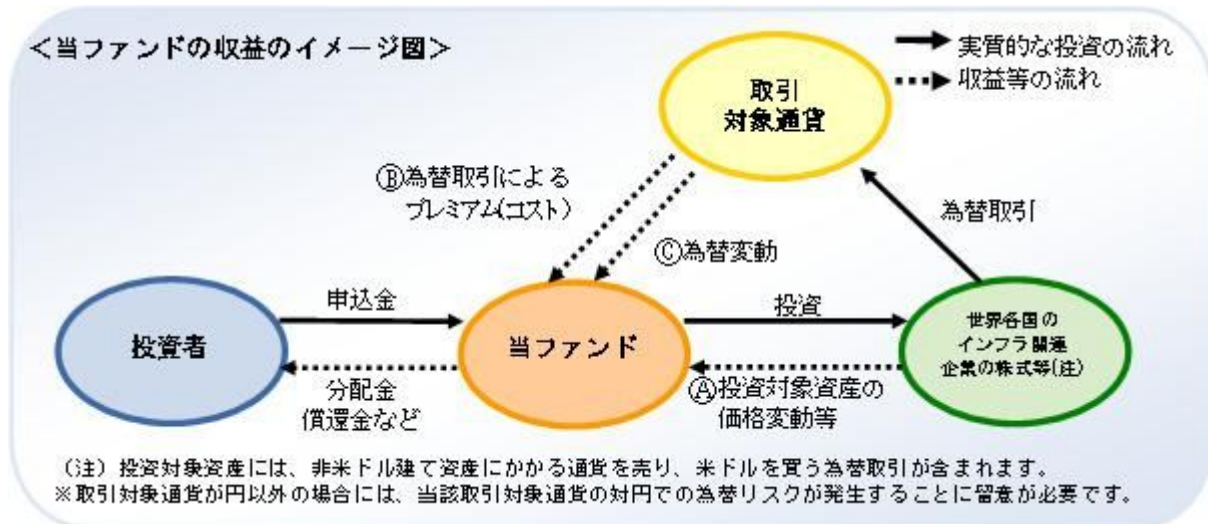 ＜当ファンドの収益のイメージ図＞
実質的な投資の流れ
収益等の流れ
取引
対象通貨
Ⓑ為替取引による
プレミアム(コスト)
Ⓒ為替変動
為替取引
投資者
申込金
分配金
償還金など
当ファンド
投資
Ⓐ投資対象資産の
価格変動等
世界各国の
インフラ関連
企業の株式等(注)
（注）投資対象資産には、非米ドル建て資産にかかる通貨を売り、米ドルを買う為替取引が含まれます。
※取引対象通貨が円以外の場合には、当該取引対象通貨の対円での為替リスクが発生することに留意が必要です。